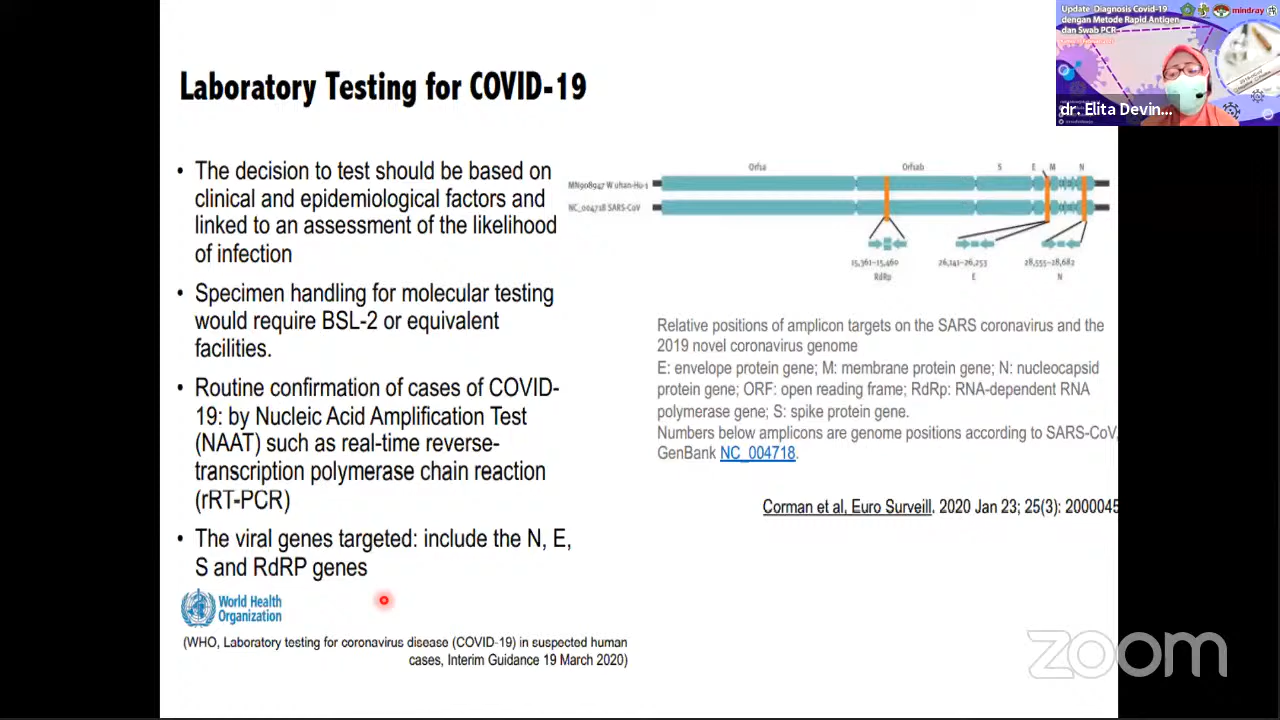 Update Diagnosis Covid-19
dengan Metode Rapid Antigen
dan Swab PCR
mindray
dr. Elita Devin...
Laboratory Testing for COVID-19
• The decision to test should be based on
clinical and epidemiological factors and
linked to an assessment of the likelihood
of infection
• Specimen handling for molecular testing
would require BSL-2 or equivalent
facilities.
• Routine confirmation of cases of COVID-
19: by Nucleic Acid Amplification Test
(NAAT) such as real-time reverse-
transcription polymerase chain reaction
(rRT-PCR)
• The viral genes targeted: include the N, E,
S and RdRP genes
World Health
Organization
(WHO, Laboratory testing for coronavirus disease (COVID-19) in suspected human
cases, Interim Guidance 19 March 2020)
Orf1a Orf1ab S E M N
MN908947 Wuhan-Hu-1
NC_004718 SARS-CoV
15,361–15,460 26,141–26,253 28,555–28,682
RdRp E N
Relative positions of amplicon targets on the SARS coronavirus and the
2019 novel coronavirus genome
E: envelope protein gene; M: membrane protein gene; N: nucleocapsid
protein gene; ORF: open reading frame; RdRp: RNA-dependent RNA
polymerase gene; S: spike protein gene.
Numbers below amplicons are genome positions according to SARS-CoV,
GenBank NC_004718.
Corman et al, Euro Surveill. 2020 Jan 23; 25(3): 2000045
zoom